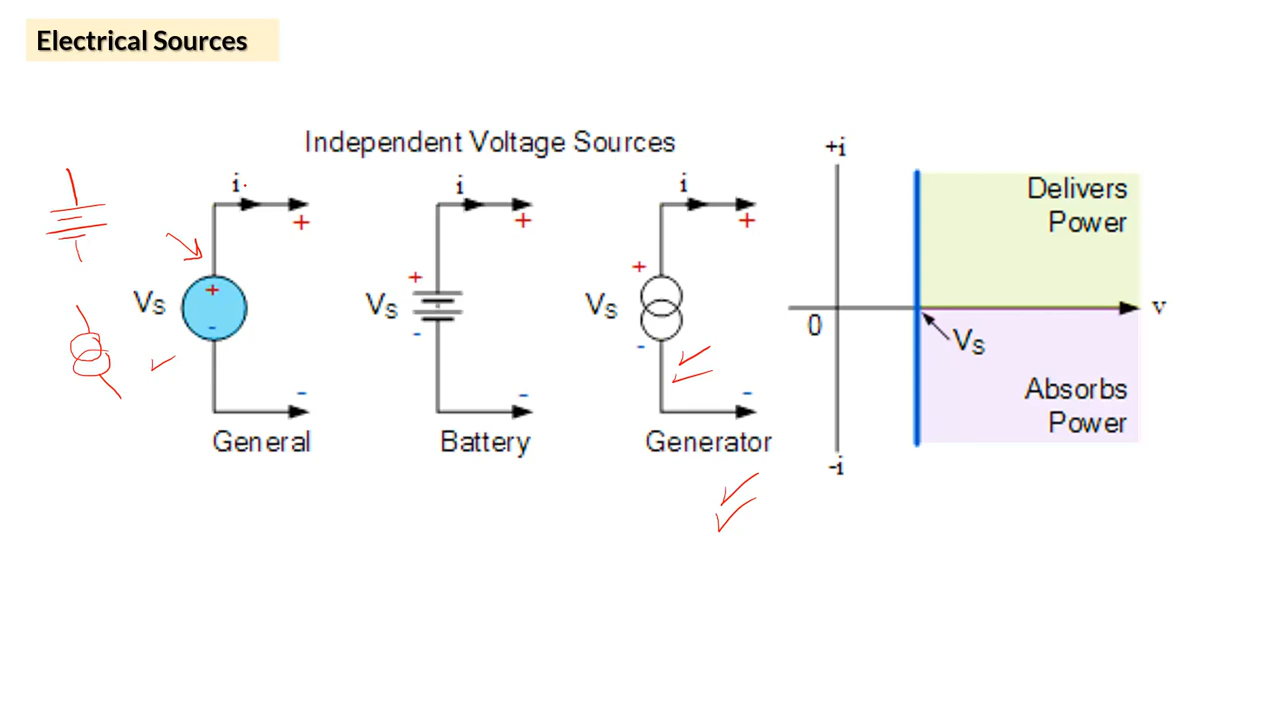 Electrical Sources
Independent Voltage Sources
i
+
+
-
Vs
-
General
i
+
+
Vs
-
-
Battery
i
+
+
Vs
-
-
Generator
+i
Delivers
Power
0
v
Vs
Absorbs
Power
-i